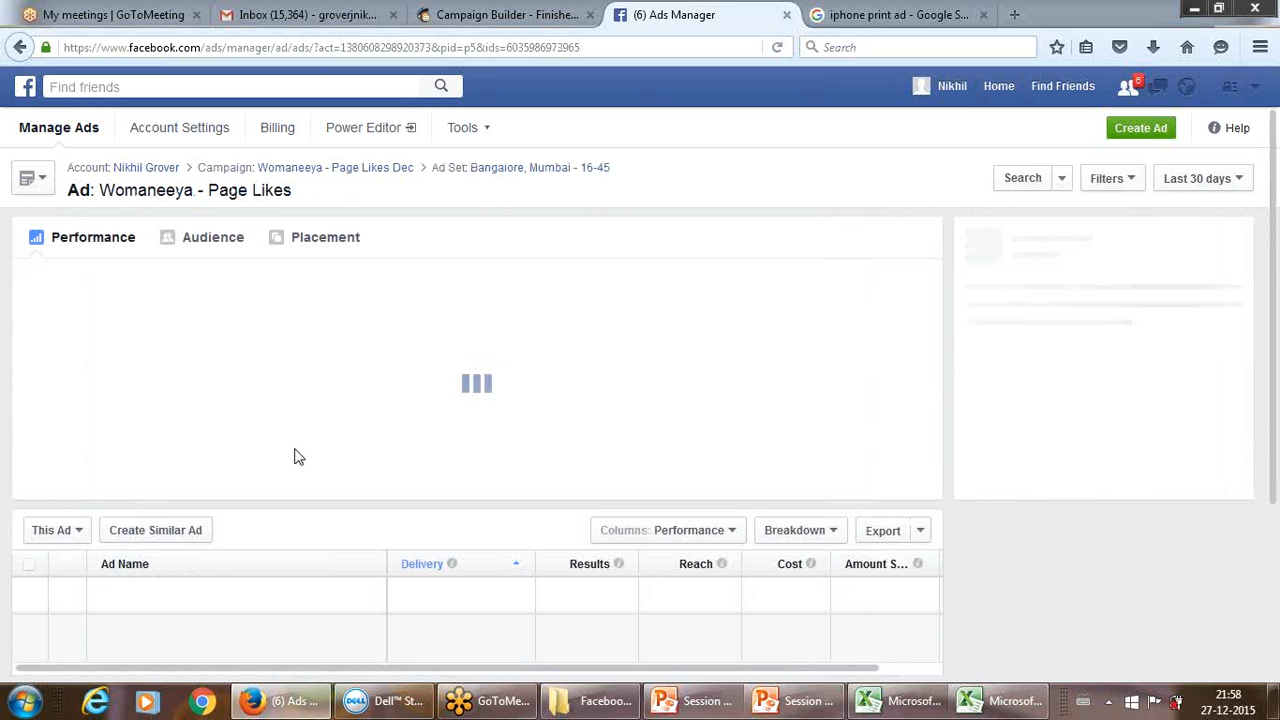 My meetings | GoToMeeting
Inbox (15,364) - groverjnik...
Campaign Builder - Finishe...
(6) Ads Manager
iphone print ad - Google S...
https://www.facebook.com/ads/manager/ad/ads/?act=1380608298920373&pid=p5&ids=6035986973965
Search
Find friends
Nikhil
Home
Find Friends
6
Manage Ads
Account Settings
Billing
Power Editor
Tools
Create Ad
Help
Account: Nikhil Grover
Campaign: Womaneeya - Page Likes Dec
Ad Set: Bangalore, Mumbai - 16-45
Ad: Womaneeya - Page Likes
Search
Filters
Last 30 days
Performance
Audience
Placement
This Ad
Create Similar Ad
Columns: Performance
Breakdown
Export
Ad Name
Delivery
Results
Reach
Cost
Amount S...
(6) Ads ...
Dell™ St...
GoToMe...
Faceboo...
Session ...
Session ...
Microsof...
Microsof...
21:58
27-12-2015